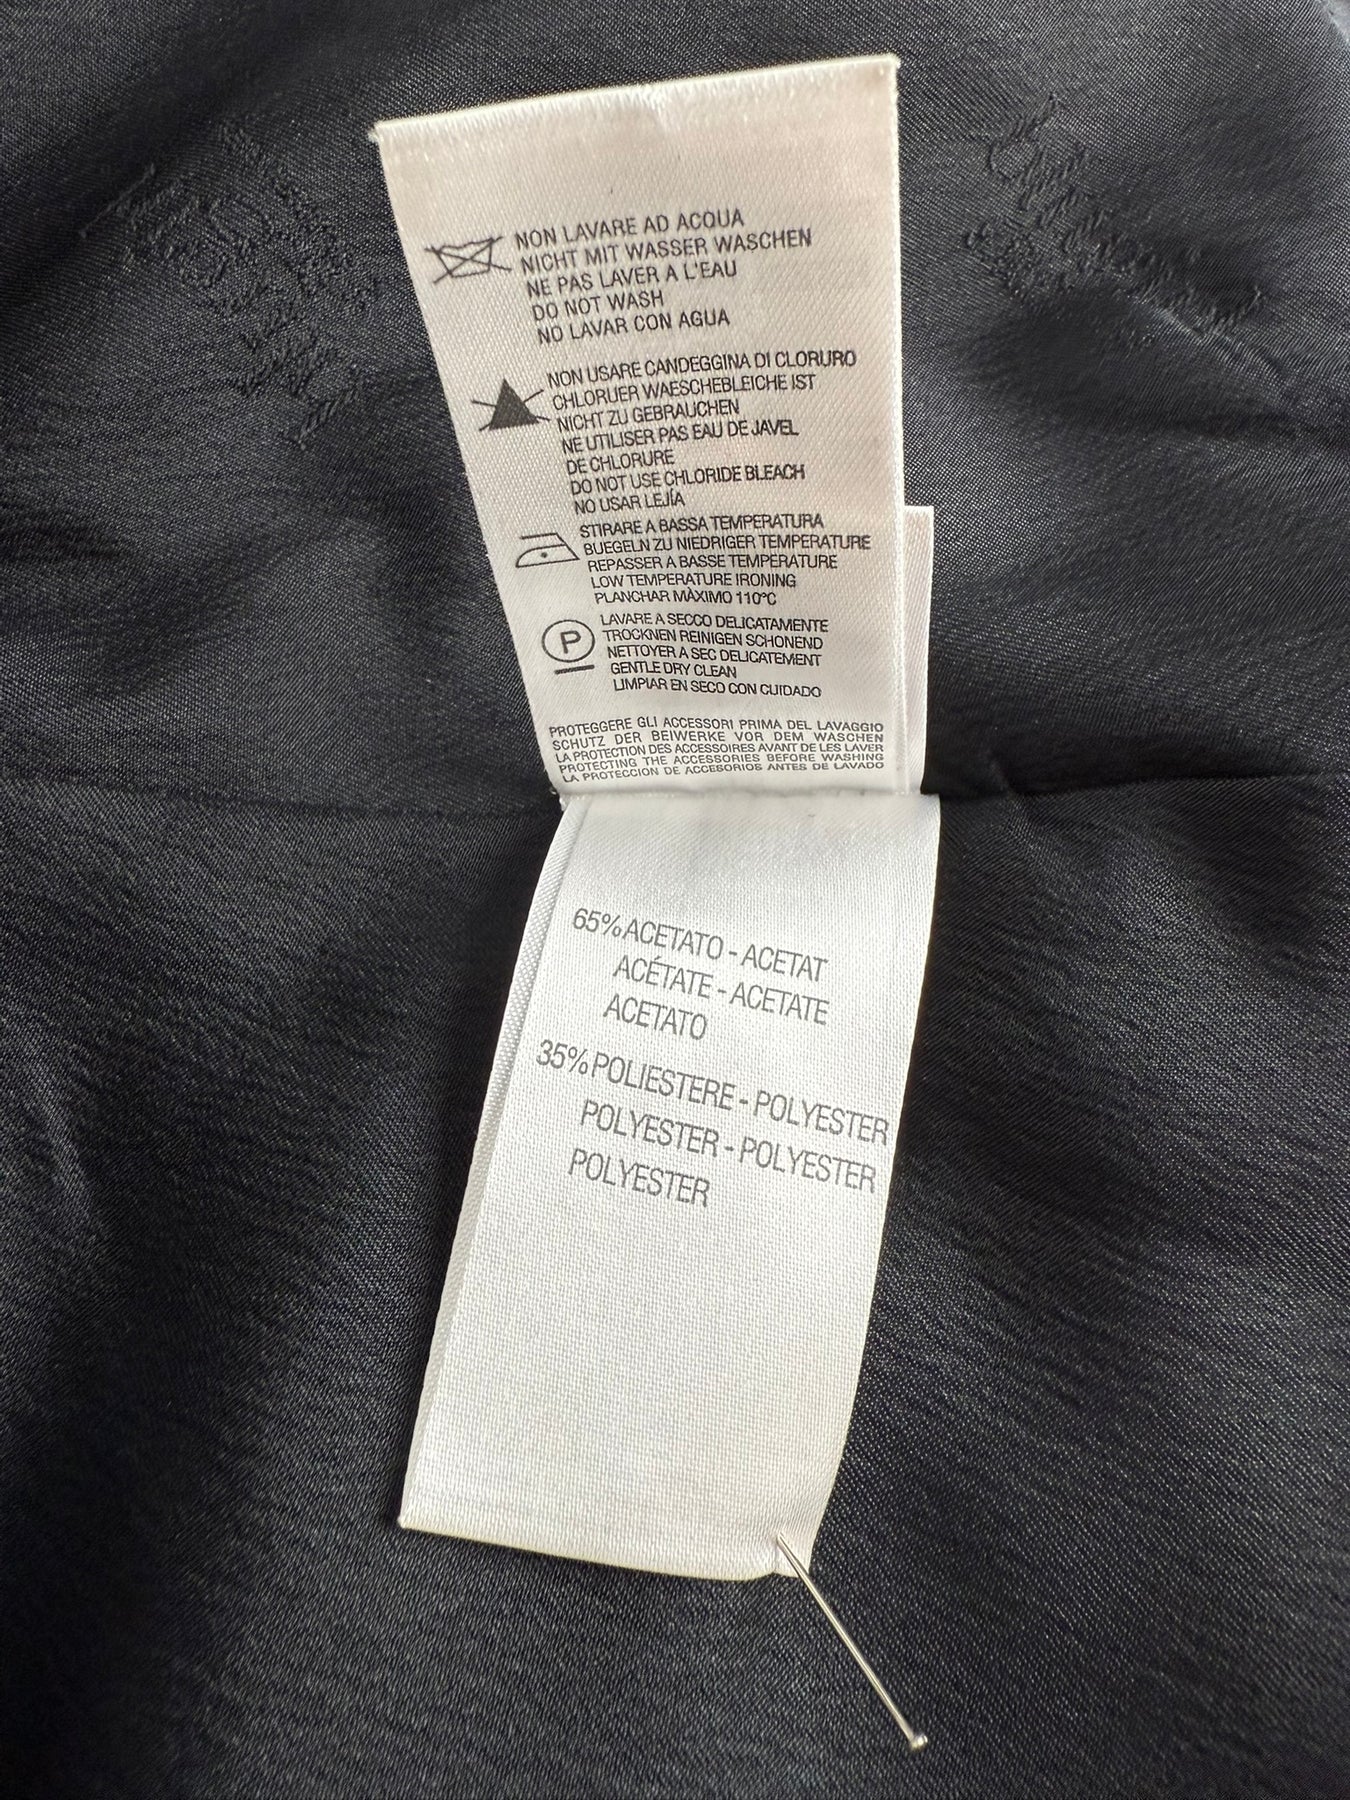 NON LAVARE AD ACQUA
NICHT MIT WASSER WASCHEN
NE PAS LAVER A L'EAU
DO NOT WASH
NO LAVAR CON AGUA
NON USARE CANDEGGINA DI CLORURO
CHLORUER WAESCHEBLEICHE IST
NICHT ZU GEBRAUCHEN
NE UTILISER PAS EAU DE JAVEL
DE CHLORURE
DO NOT USE CHLORIDE BLEACH
NO USAR LEJÍA
STIRARE A BASSA TEMPERATURA
BUEGELN ZU NIEDRIGER TEMPERATURE
REPASSER A BASSE TEMPERATURE
LOW TEMPERATURE IRONING
PLANCHAR MÀXIMO 110°C
P
LAVARE A SECCO DELICATAMENTE
TROCKNEN REINIGEN SCHONEND
NETTOYER A SEC DELICATEMENT
GENTLE DRY CLEAN
LIMPIAR EN SECO CON CUIDADO
PROTEGGERE GLI ACCESSORI PRIMA DEL LAVAGGIO
SCHUTZ DER BEIWERKE VOR DEM WASCHEN
LA PROTECTION DES ACCESSOIRES AVANT DE LES LAVER
PROTECTING THE ACCESSORIES BEFORE WASHING
LA PROTECCION DE ACCESORIOS ANTES DE LAVADO
65% ACETATO - ACETAT
ACÉTATE - ACETATE
ACETATO
35% POLIESTERE - POLYESTER
POLYESTER - POLYESTER
POLYESTER